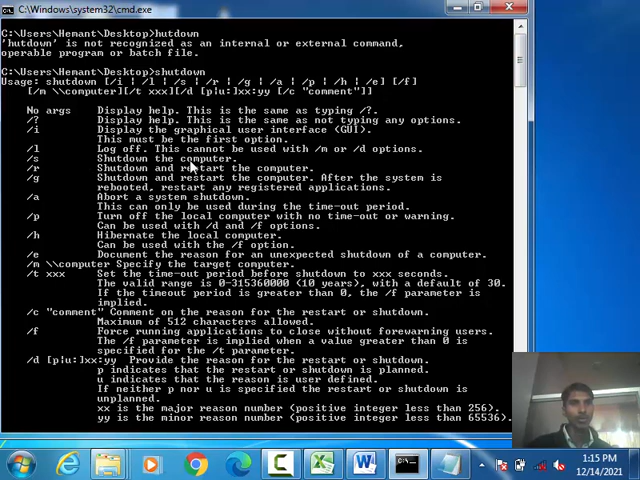 C:\Windows\system32\cmd.exe
C:\Users\Hemant\Desktop>hutdown
'hutdown' is not recognized as an internal or external command,
operable program or batch file.
C:\Users\Hemant\Desktop>shutdown
Usage: shutdown [/i | /l | /s | /r | /g | /a | /p | /h | /e] [/f]
[/m \\computer][/t xxx][/d [p|u:]xx:yy [/c "comment"]]
No args Display help. This is the same as typing /?.
/? Display help. This is the same as not typing any options.
/i Display the graphical user interface (GUI).
This must be the first option.
/l Log off. This cannot be used with /m or /d options.
/s Shutdown the computer.
/r Shutdown and restart the computer.
/g Shutdown and restart the computer. After the system is
rebooted, restart any registered applications.
/a Abort a system shutdown.
This can only be used during the time-out period.
/p Turn off the local computer with no time-out or warning.
Can be used with /d and /f options.
/h Hibernate the local computer.
Can be used with the /f option.
/e Document the reason for an unexpected shutdown of a computer.
/m \\computer Specify the target computer.
/t xxx Set the time-out period before shutdown to xxx seconds.
The valid range is 0-315360000 (10 years), with a default of 30.
If the timeout period is greater than 0, the /f parameter is
implied.
/c "comment" Comment on the reason for the restart or shutdown.
Maximum of 512 characters allowed.
/f Force running applications to close without forewarning users.
The /f parameter is implied when a value greater than 0 is
specified for the /t parameter.
/d [p|u:]xx:yy Provide the reason for the restart or shutdown.
p indicates that the restart or shutdown is planned.
u indicates that the reason is user defined.
If neither p nor u is specified the restart or shutdown is
unplanned.
xx is the major reason number (positive integer less than 256).
yy is the minor reason number (positive integer less than 65536).
1:15 PM
12/14/2021